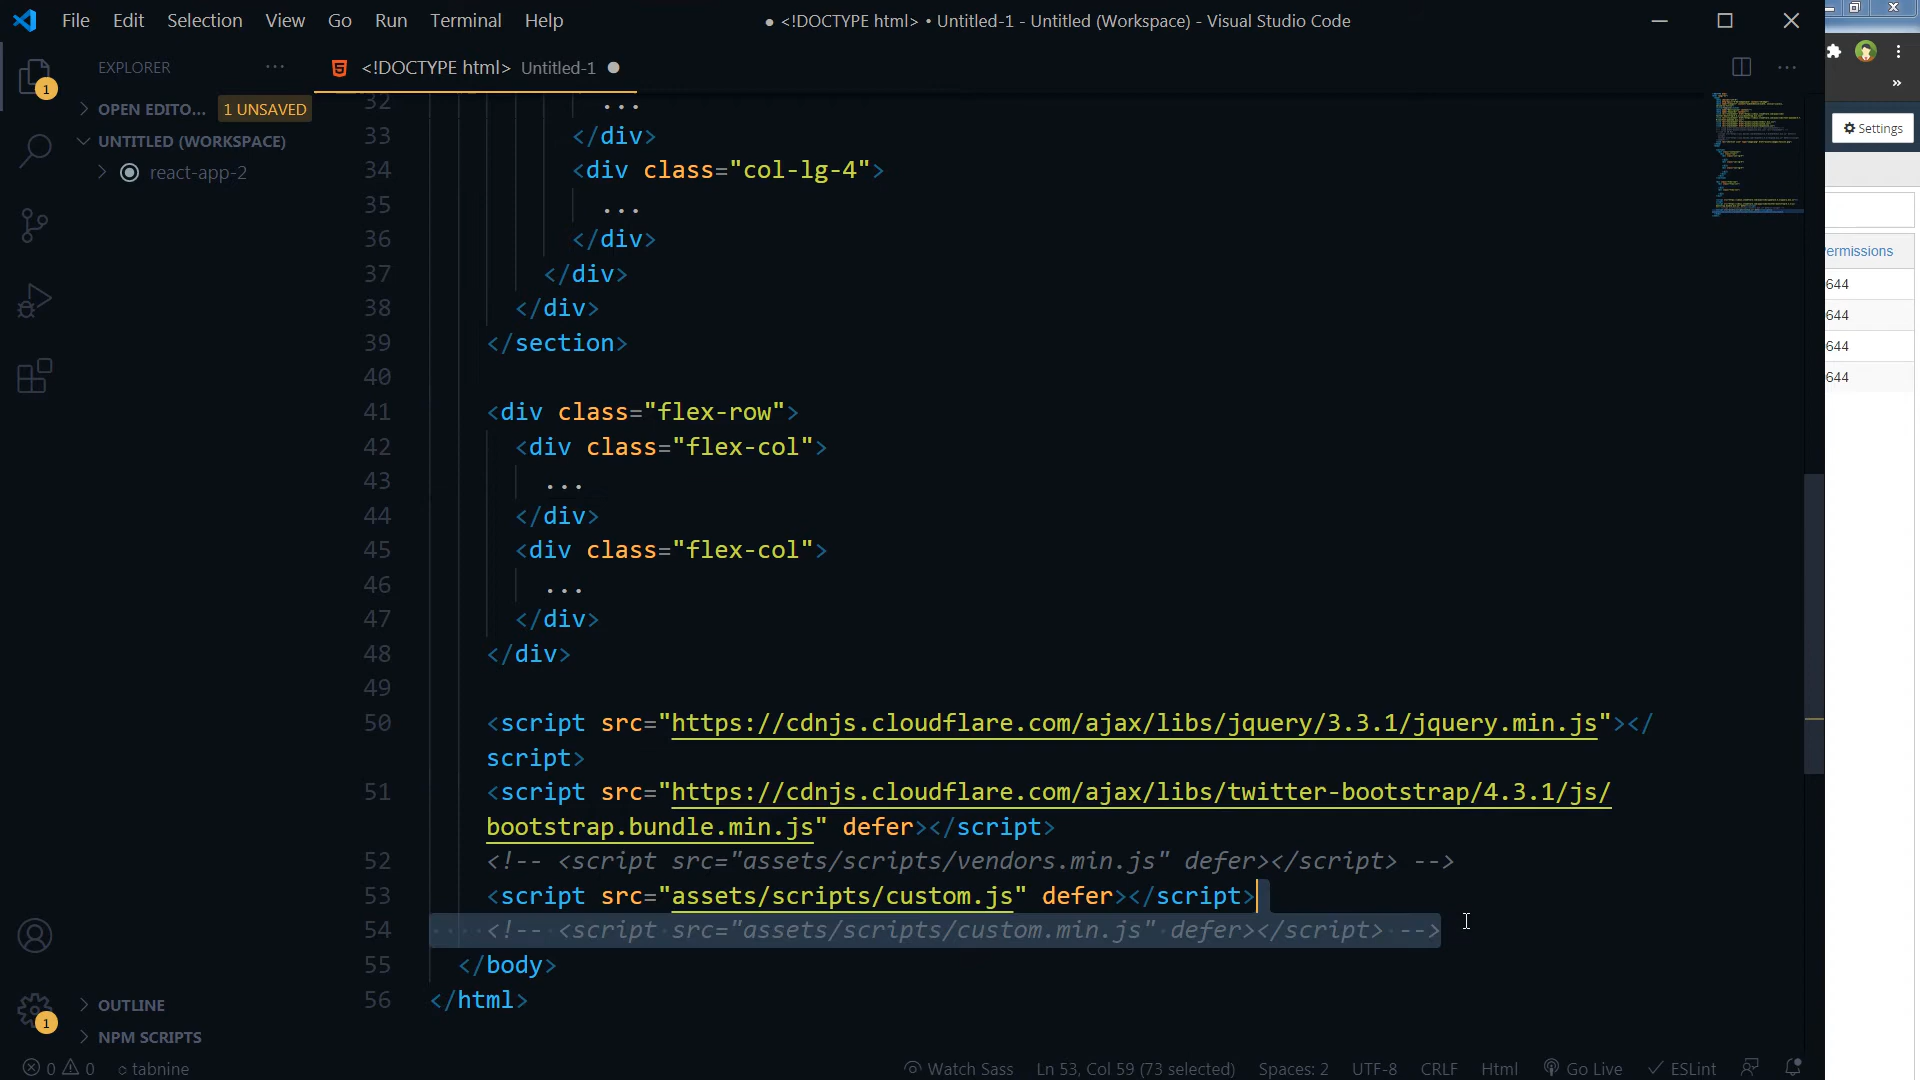 File Edit Selection View Go Run Terminal Help
● <!DOCTYPE html> • Untitled-1 - Untitled (Workspace) - Visual Studio Code
EXPLORER
<!DOCTYPE html> Untitled-1
1
OPEN EDITO... 1 UNSAVED
UNTITLED (WORKSPACE)
react-app-2
32 ...
33 </div>
34 <div class="col-lg-4">
35 ...
36 </div>
37 </div>
38 </div>
39 </section>
40
41 <div class="flex-row">
42 <div class="flex-col">
43 ...
44 </div>
45 <div class="flex-col">
46 ...
47 </div>
48 </div>
49
50 <script src="https://cdnjs.cloudflare.com/ajax/libs/jquery/3.3.1/jquery.min.js"></
script>
51 <script src="https://cdnjs.cloudflare.com/ajax/libs/twitter-bootstrap/4.3.1/js/
bootstrap.bundle.min.js" defer></script>
52 <!-- <script src="assets/scripts/vendors.min.js" defer></script> -->
53 <script src="assets/scripts/custom.js" defer></script>
54 <!-- <script src="assets/scripts/custom.min.js" defer></script> -->
55 </body>
56 </html>
OUTLINE
1
NPM SCRIPTS
0 0 tabnine
Watch Sass Ln 53, Col 59 (73 selected) Spaces: 2 UTF-8 CRLF Html Go Live ESLint
Settings
ermissions
644
644
644
644